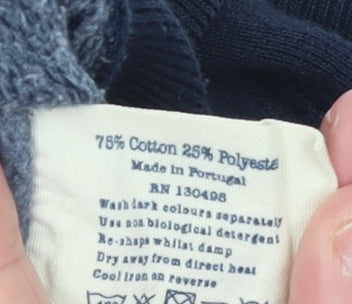 75% Cotton 25% Polyester
Made in Portugal
RN 130498
Wash dark colours separately
Use non biological detergent
Re-shape whilst damp
Dry away from direct heat
Cool iron on reverse